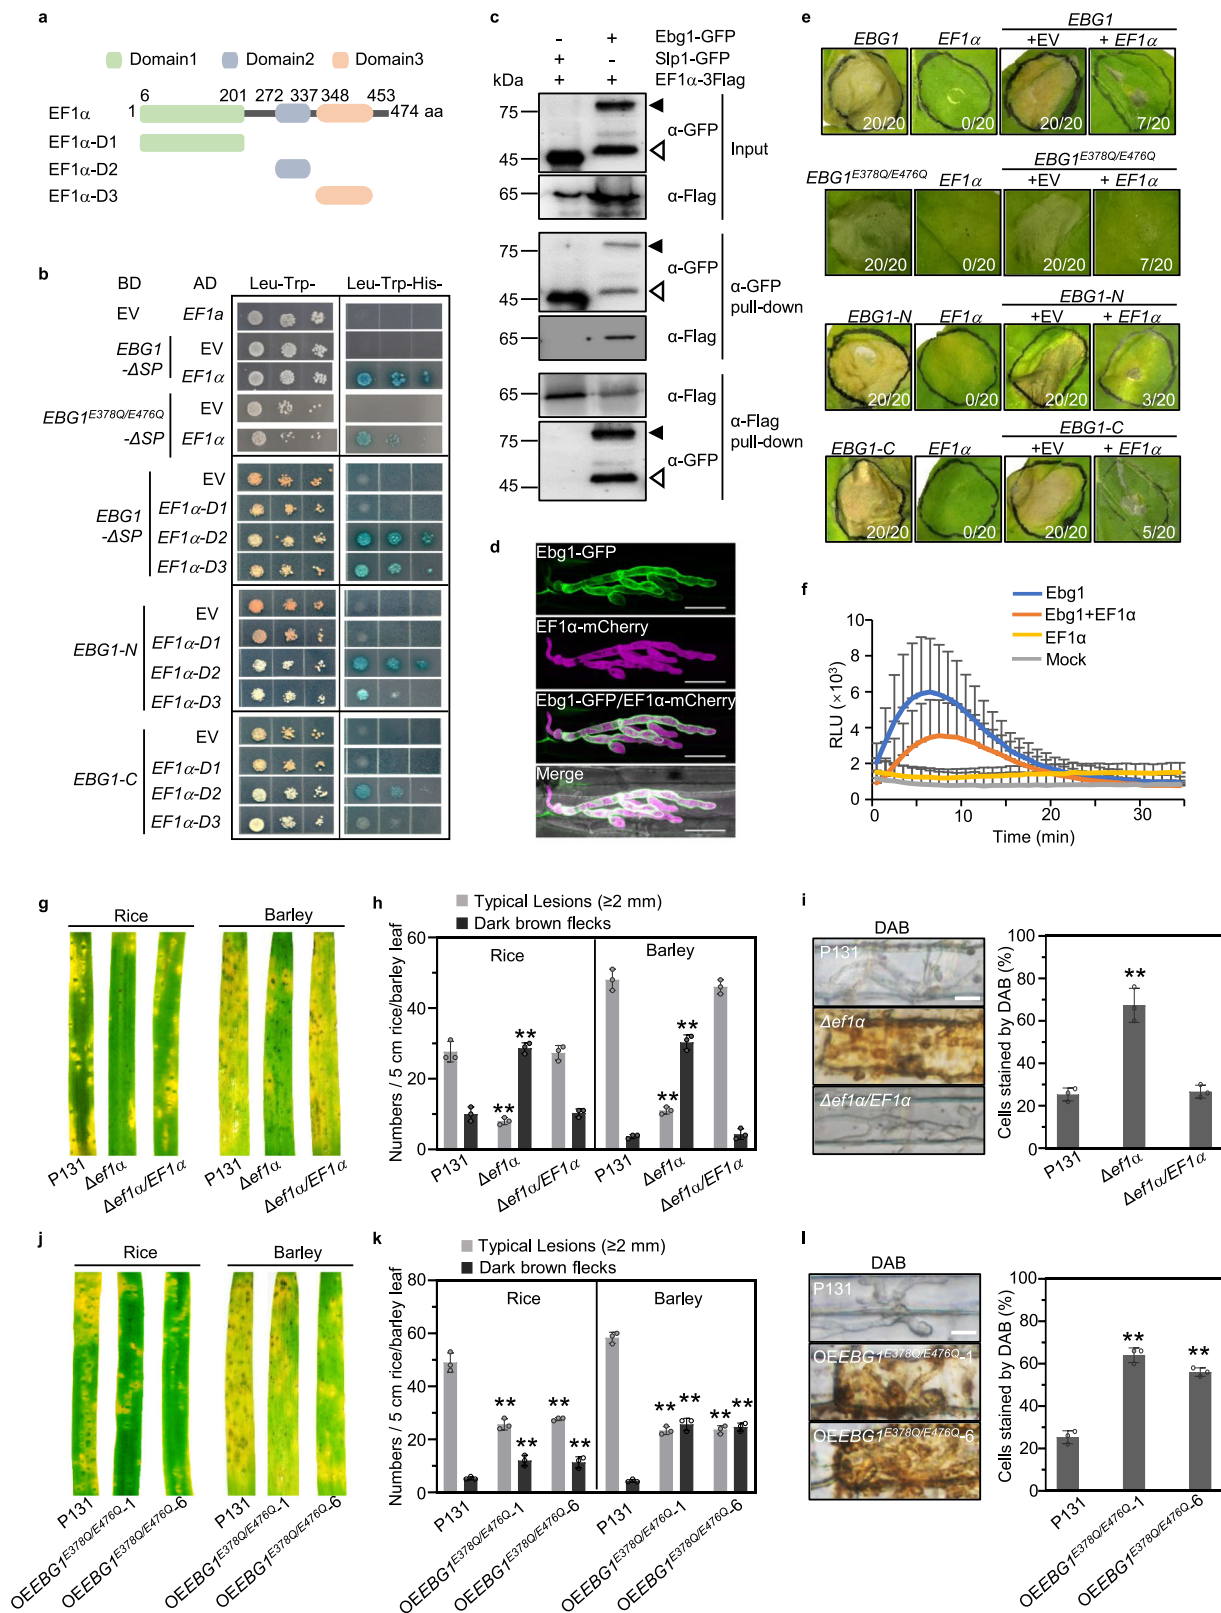 a
Domain1 Domain2 Domain3
6 201 272 337 348 453
EF1α 1 474 aa
EF1α-D1
EF1α-D2
EF1α-D3
b
BD AD Leu-Trp- Leu-Trp-His-
EV EF1a
EBG1 -ΔSP
EV
EF1α
EBG1E378Q/E476Q -ΔSP
EV
EF1α
EBG1 -ΔSP
EV
EF1α-D1
EF1α-D2
EF1α-D3
EBG1-N
EV
EF1α-D1
EF1α-D2
EF1α-D3
EBG1-C
EV
EF1α-D1
EF1α-D2
EF1α-D3
c
- + Ebg1-GFP
+ - Slp1-GFP
kDa + + EF1α-3Flag
75
α-GFP
Input
45
65 α-Flag
75
α-GFP
α-GFP pull-down
45
65 α-Flag
65 α-Flag
α-Flag pull-down
75
α-GFP
45
d
Ebg1-GFP
EF1α-mCherry
Ebg1-GFP/EF1α-mCherry
Merge
e
EBG1
EBG1 EF1α +EV + EF1α
20/20 0/20 20/20 7/20
EBG1E378Q/E476Q
EBG1E378Q/E476Q EF1α +EV + EF1α
20/20 0/20 20/20 7/20
EBG1-N
EBG1-N EF1α +EV + EF1α
20/20 0/20 20/20 3/20
EBG1-C
EBG1-C EF1α +EV + EF1α
20/20 0/20 20/20 5/20
f
Ebg1
Ebg1+EF1α
EF1α
Mock
RLU (×10³)
10
8
6
4
2
0
0 10 20 30
Time (min)
g
Rice Barley
P131 Δef1α Δef1α/EF1α P131 Δef1α Δef1α/EF1α
h
Typical Lesions (≥2 mm)
Dark brown flecks
Numbers / 5 cm rice/barley leaf
60
40
20
0
Rice Barley
** ** ** **
P131 Δef1α Δef1α/EF1α P131 Δef1α Δef1α/EF1α
i
DAB
P131
Δef1α
Δef1α/EF1α
Cells stained by DAB (%)
100
80
60
40
20
0
**
P131 Δef1α Δef1α/EF1α
j
Rice Barley
P131 OEEBG1E378Q/E476Q-1 OEEBG1E378Q/E476Q-6 P131 OEEBG1E378Q/E476Q-1 OEEBG1E378Q/E476Q-6
k
Typical Lesions (≥2 mm)
Dark brown flecks
Numbers / 5 cm rice/barley leaf
80
60
40
20
0
Rice Barley
** ** ** ** ** ** ** **
P131 OEEBG1E378Q/E476Q-1 OEEBG1E378Q/E476Q-6 P131 OEEBG1E378Q/E476Q-1 OEEBG1E378Q/E476Q-6
l
DAB
P131
OEEBG1E378Q/E476Q-1
OEEBG1E378Q/E476Q-6
Cells stained by DAB (%)
100
80
60
40
20
0
** **
P131 OEEBG1E378Q/E476Q-1 OEEBG1E378Q/E476Q-6